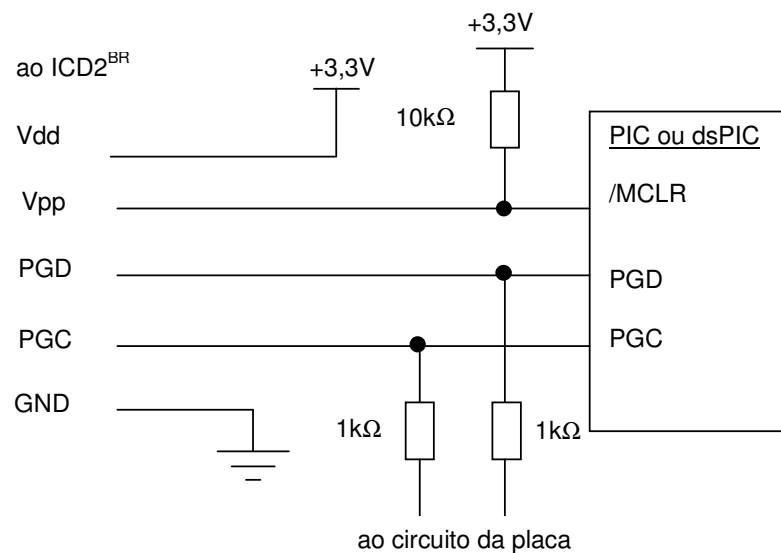 +3,3V
ao ICD2BR
+3,3V
10kΩ
Vdd
PIC ou dsPIC
Vpp
/MCLR
PGD
PGD
PGC
PGC
GND
1kΩ
1kΩ
ao circuito da placa